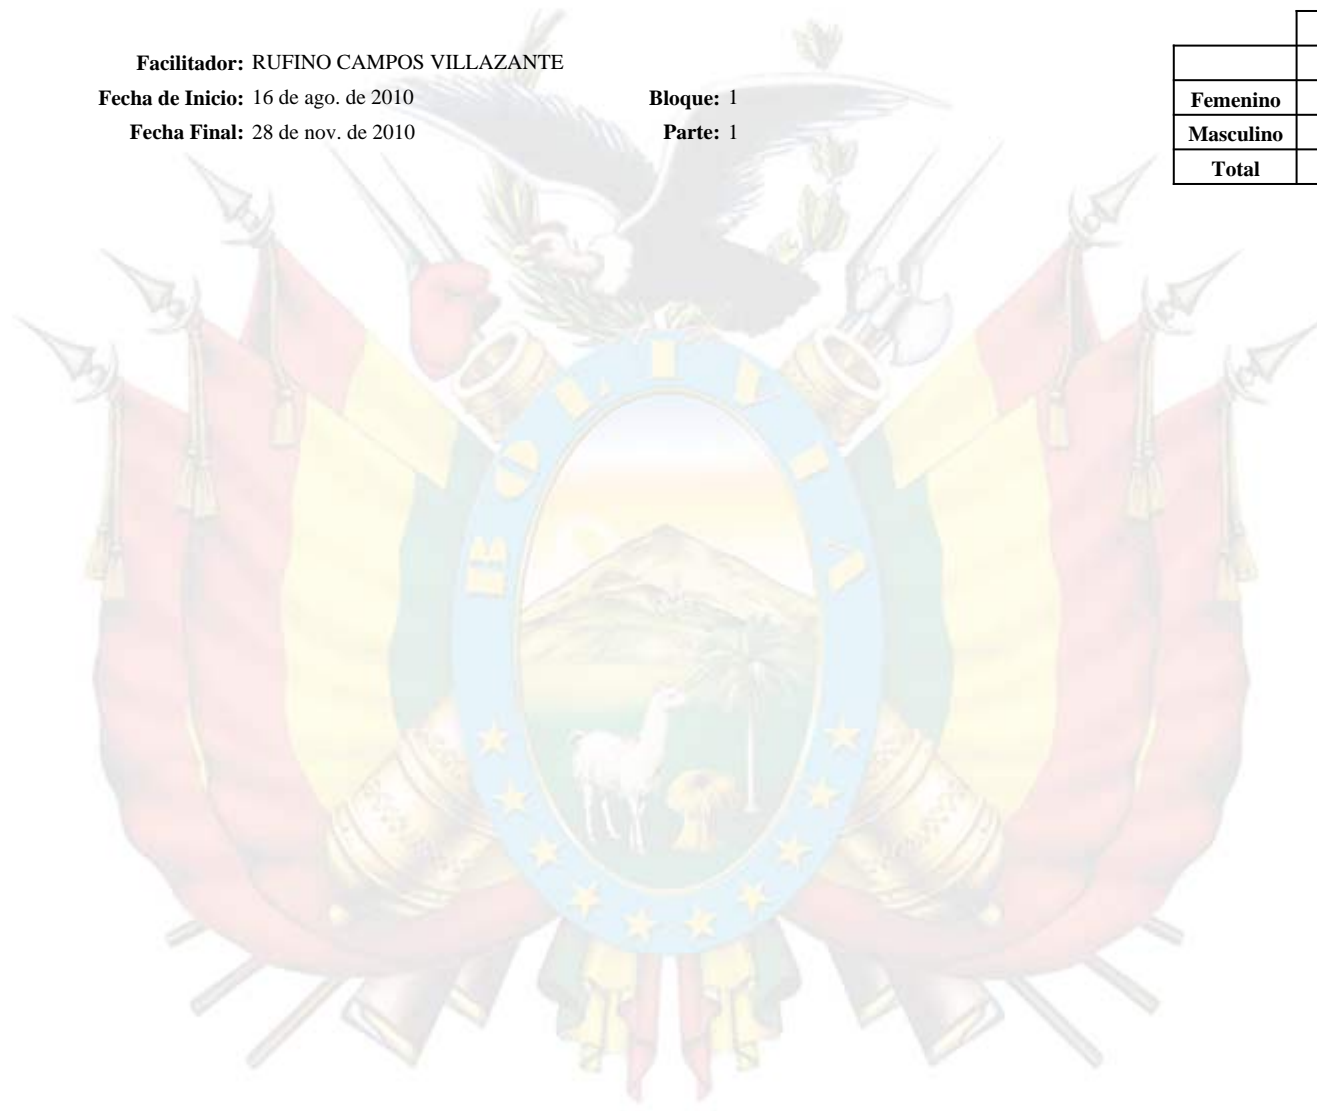 Facilitador: RUFINO CAMPOS VILLAZANTE
Fecha de Inicio: 16 de ago. de 2010
Bloque: 1
Fecha Final: 28 de nov. de 2010
Parte: 1
Femenino
Masculino
Total
BOLIVIA